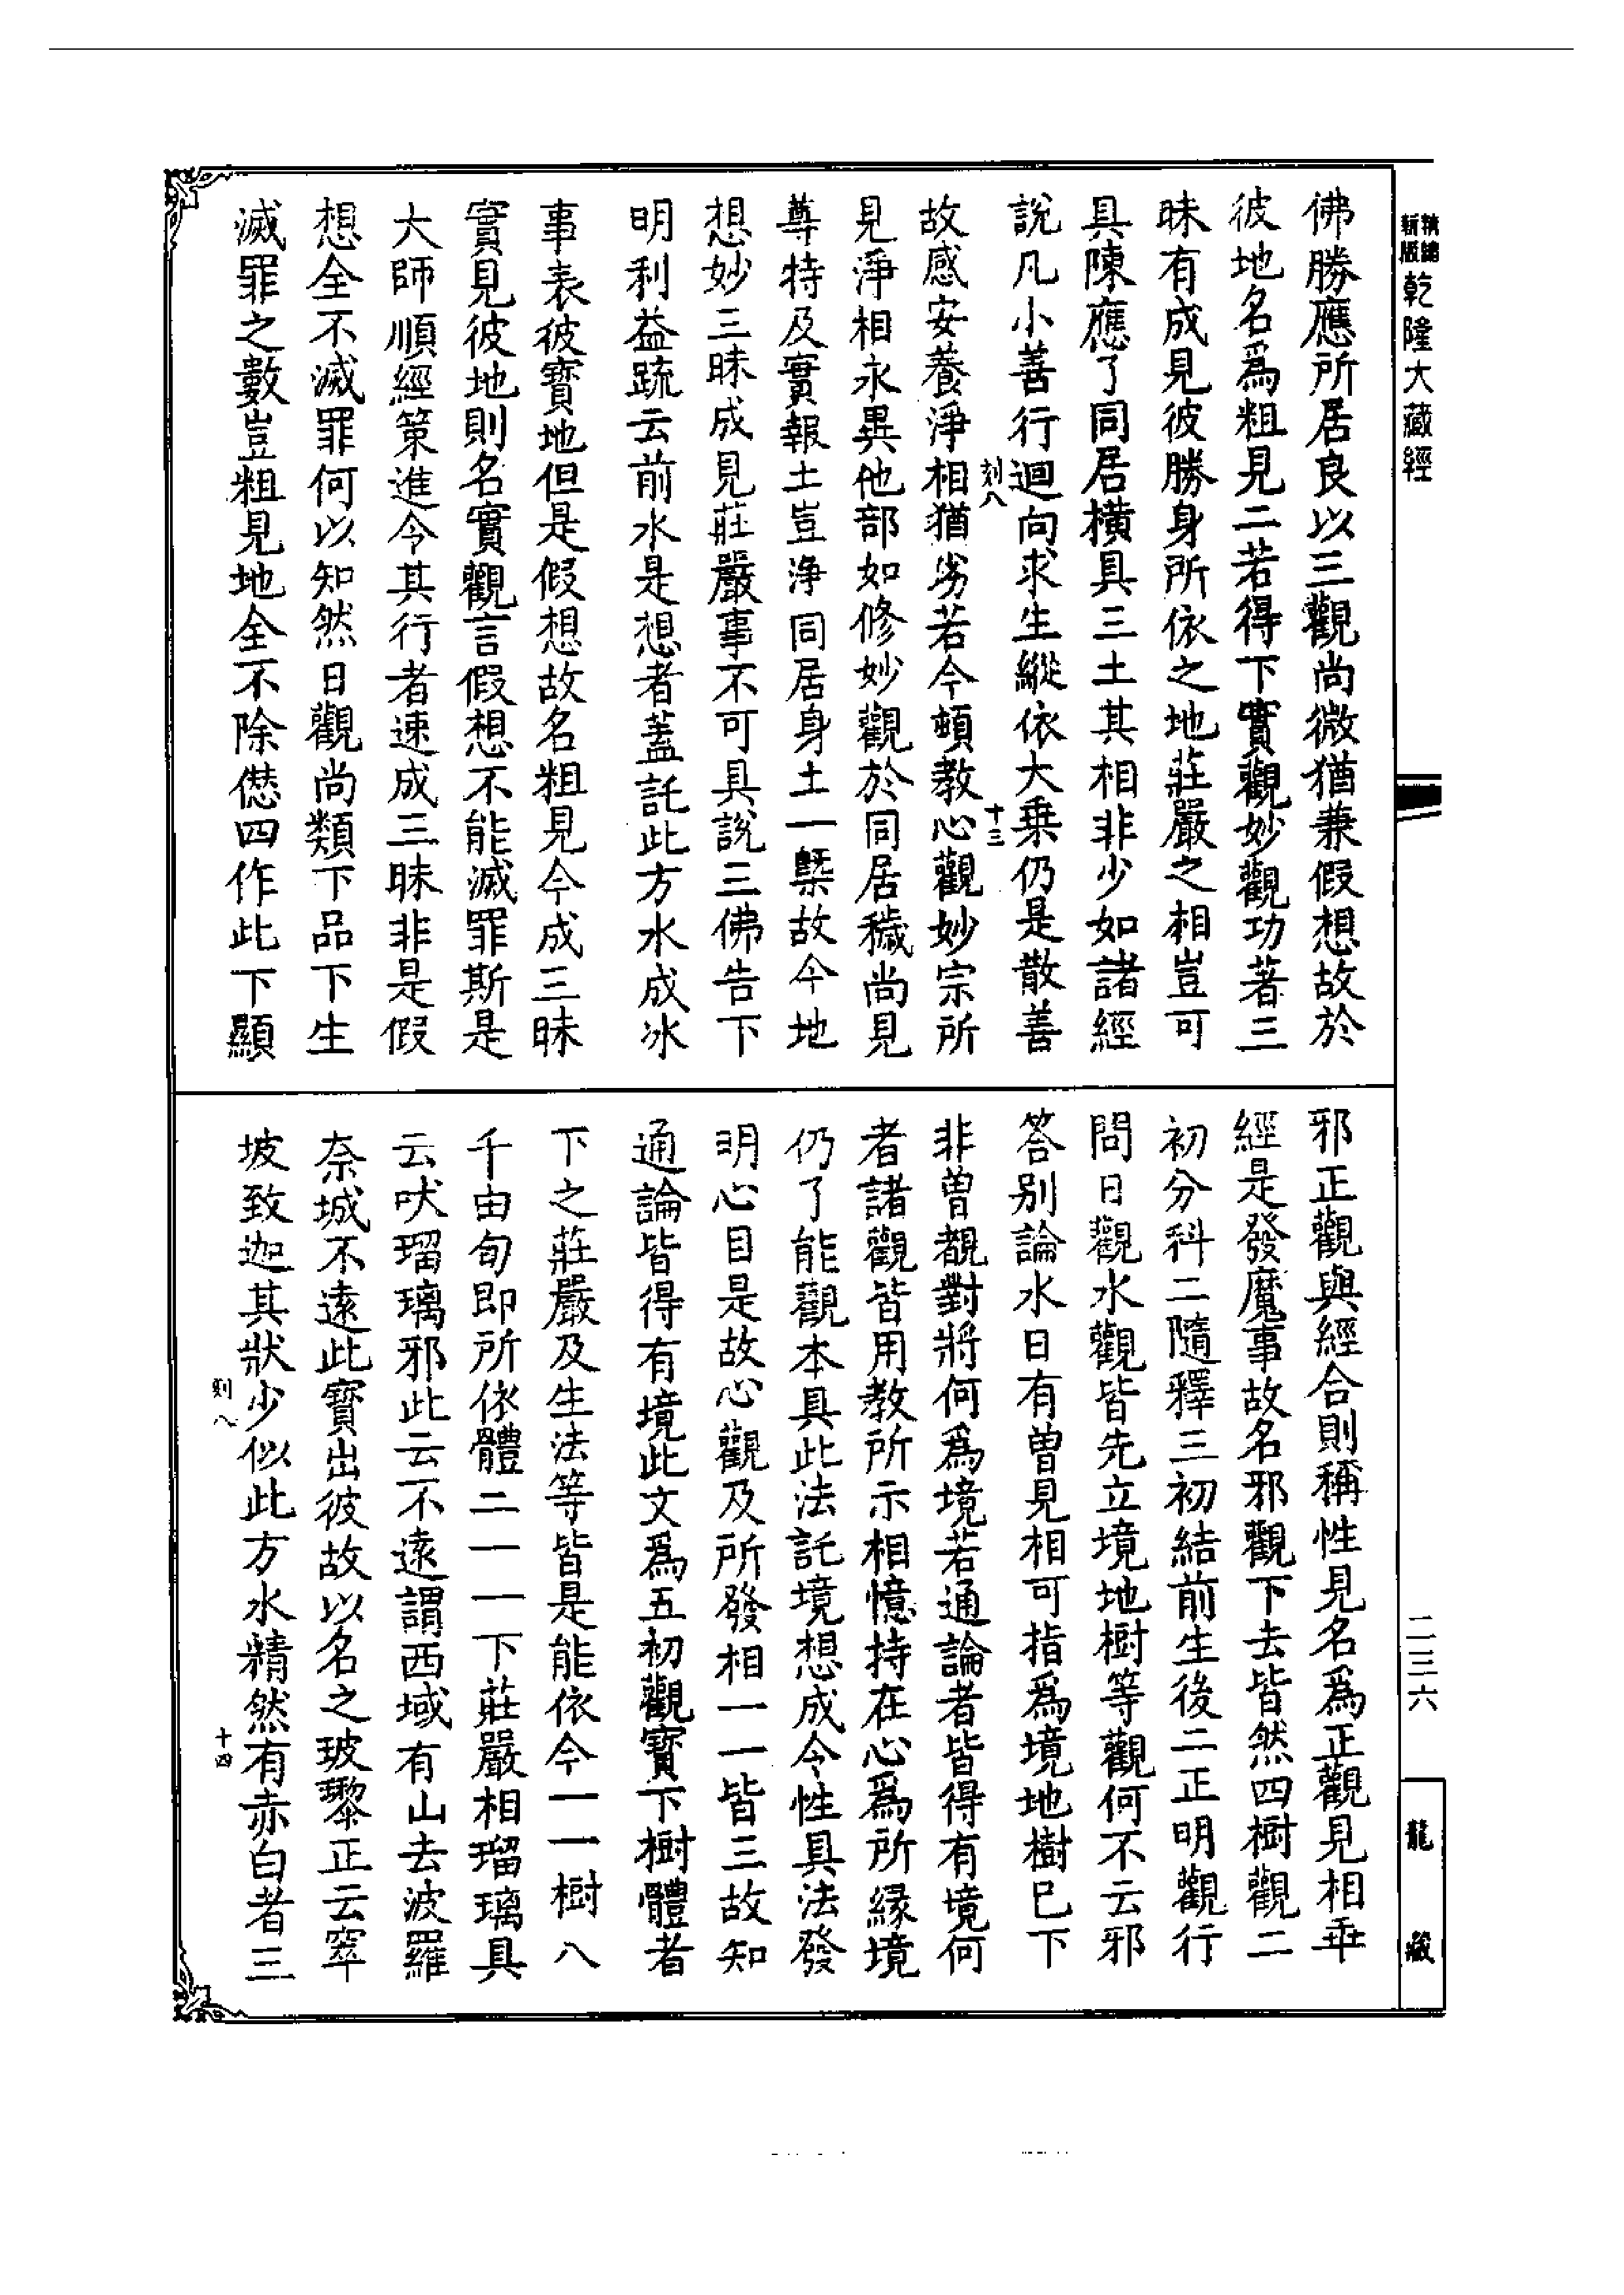 新編
新版 乾隆大藏經
佛勝應所居良以三觀尚微猶兼假想故於
彼地名爲粗見二若得下實觀妙觀功著三
昧有成見彼勝身所依之地莊嚴之相豈可
具陳應了同居橫具三土其相非少如諸經
說凡小善行迴向求生縱依大乗仍是散善
刻八
十三
故感安養淨相猶劣若今頓教心觀妙宗所
見淨相永異他部如修妙觀於同居穢尚見
尊特及實報土豈淨同居身土一槩故今地
想妙三昧成見莊嚴事不可具說三佛告下
明利益疏云前水是想者蓋託此方水成冰
事表彼寶地但是假想故名粗見今成三昧
實見彼地則名實觀言假想不能滅罪斯是
大師順經策進令其行者速成三昧非是假
想全不滅罪何以知然日觀尚類下品下生
滅罪之數豈粗見地全不除愆四作此下顯
邪正觀與經合則稱性見名爲正觀見相乖
經是發魔事故名邪觀下去皆然四樹觀二
初分科二隨釋三初結前生後二正明觀行
問日觀水觀皆先立境地樹等觀何不云邪
答别論水日有曾見相可指爲境地樹已下
非曾覩對將何爲境若通論者皆得有境何
者諸觀皆用教所示相憶持在心爲所緣境
仍了能觀本具此法託境想成令性具法發
明心目是故心觀及所發相一一皆三故知
通論皆得有境此文爲五初觀寶下樹體者
下之莊嚴及生法等皆是能依今一一樹八
千由旬即所依體二一一下莊嚴相瑠璃具
云吠瑠璃邪此云不遠謂西域有山去波羅
奈城不遠此寶出彼故以名之玻瓈正云窣
坡致迦其狀少似此方水精然有赤白者三
刻八
十四
二三六
龍藏